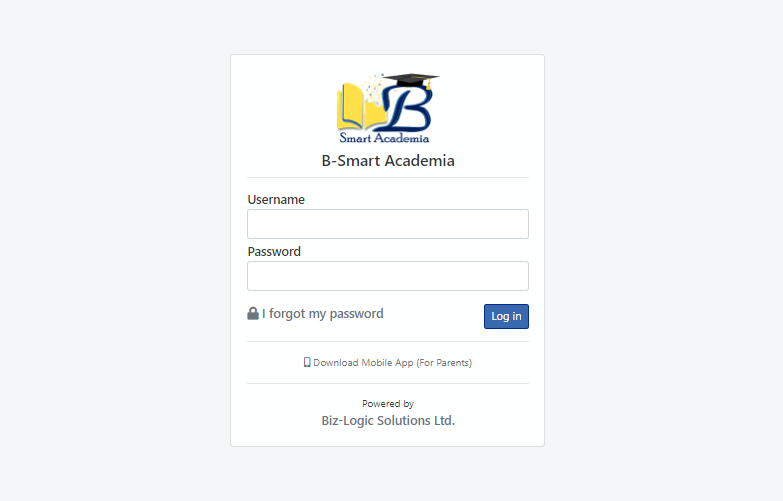 B
Smart Academia
B-Smart Academia
Username
Password
I forgot my password
Log in
Download Mobile App (For Parents)
Powered by
Biz-Logic Solutions Ltd.